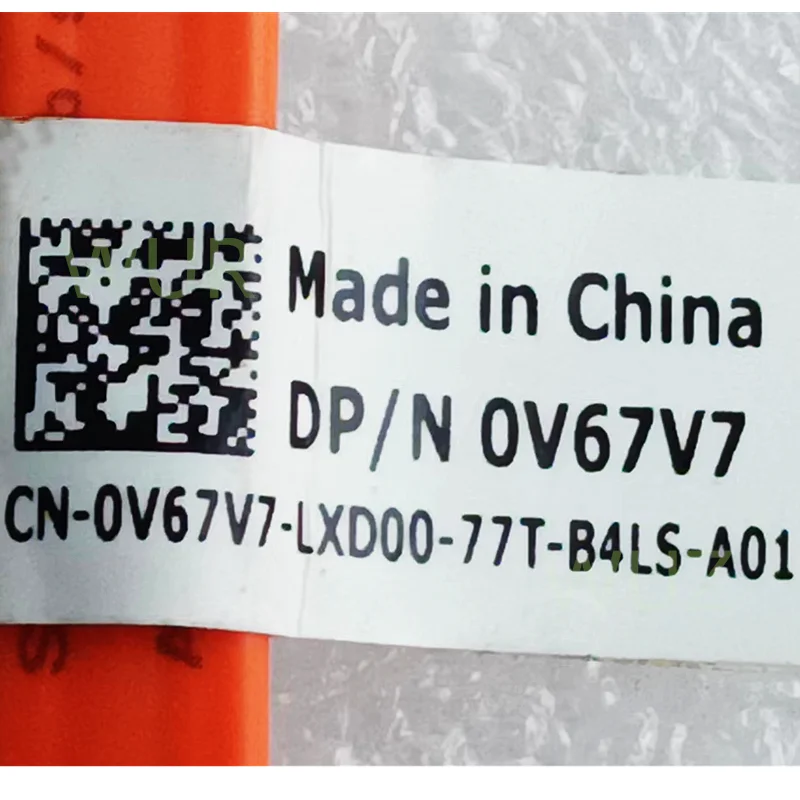 Made in China
DP/N 0V67V7
CN-0V67V7-LXD00-77T-B4LS-A01